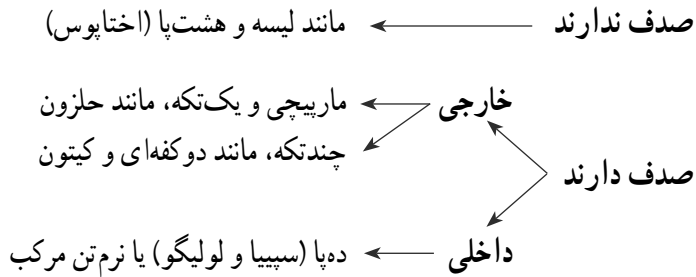 صدف ندارند مانند لیسه و هشت‌پا (اختاپوس)
خارجی مارپیچی و یک‌تکه، مانند حلزون
چندتکه، مانند دوکفه‌ای و کیتون
صدف دارند
داخلی ده‌پا (سپییا و لولیگو) یا نرم‌تن مرکب